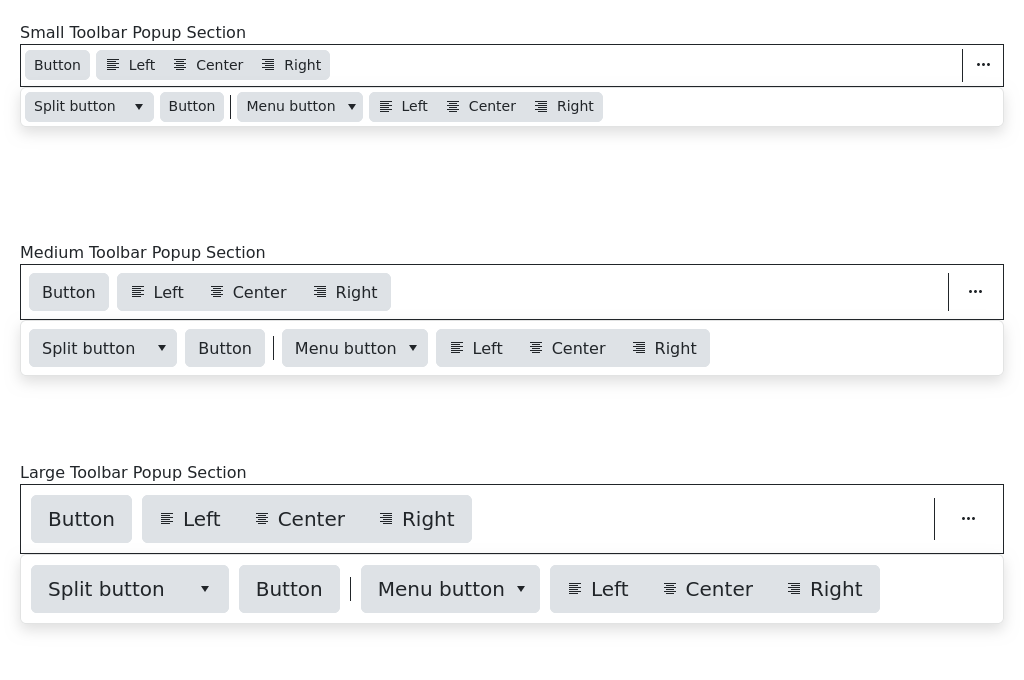 Small Toolbar Popup Section
Button Left Center Right •••
Split button Button Menu button Left Center Right
Medium Toolbar Popup Section
Button Left Center Right •••
Split button Button Menu button Left Center Right
Large Toolbar Popup Section
Button Left Center Right •••
Split button Button Menu button Left Center Right